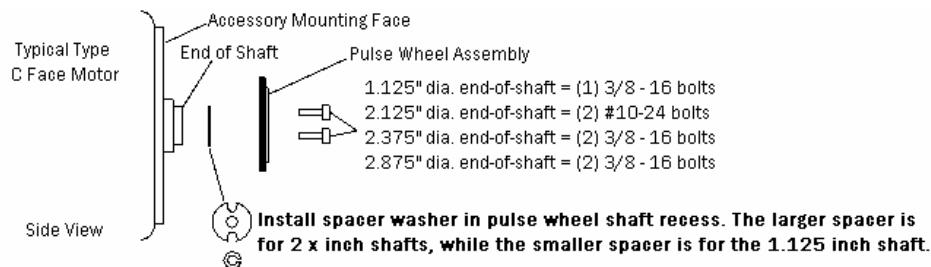 Accessory Mounting Face
Typical Type
C Face Motor
End of Shaft
Pulse Wheel Assembly
1.125" dia. end-of-shaft = (1) 3/8 - 16 bolts
2.125" dia. end-of-shaft = (2) #10-24 bolts
2.375" dia. end-of-shaft = (2) 3/8 - 16 bolts
2.875" dia. end-of-shaft = (2) 3/8 - 16 bolts
Side View
Install spacer washer in pulse wheel shaft recess. The larger spacer is
for 2 x inch shafts, while the smaller spacer is for the 1.125 inch shaft.